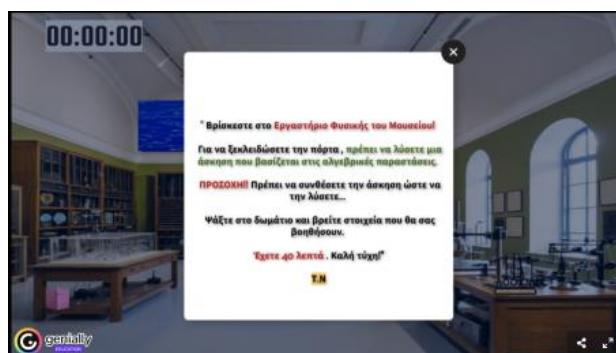 00:00:00
" Βρίσκεστε στο Εργαστήριο Φυσικής του Μουσείου!
Για να ξεκλειδώσετε την πόρτα , πρέπει να λύσετε μια
άσκηση που βασίζεται στις αλγεβρικές παραστάσεις.
ΠΡΟΣΟΧΗ!! Πρέπει να συνθέσετε την άσκηση ώστε να
την λύσετε...
Ψάξτε στο δωμάτιο και βρείτε στοιχεία που θα σας
βοηθήσουν.
Έχετε 40 λεπτά . Καλή τύχη!"
T.N
genially
EDUCATION